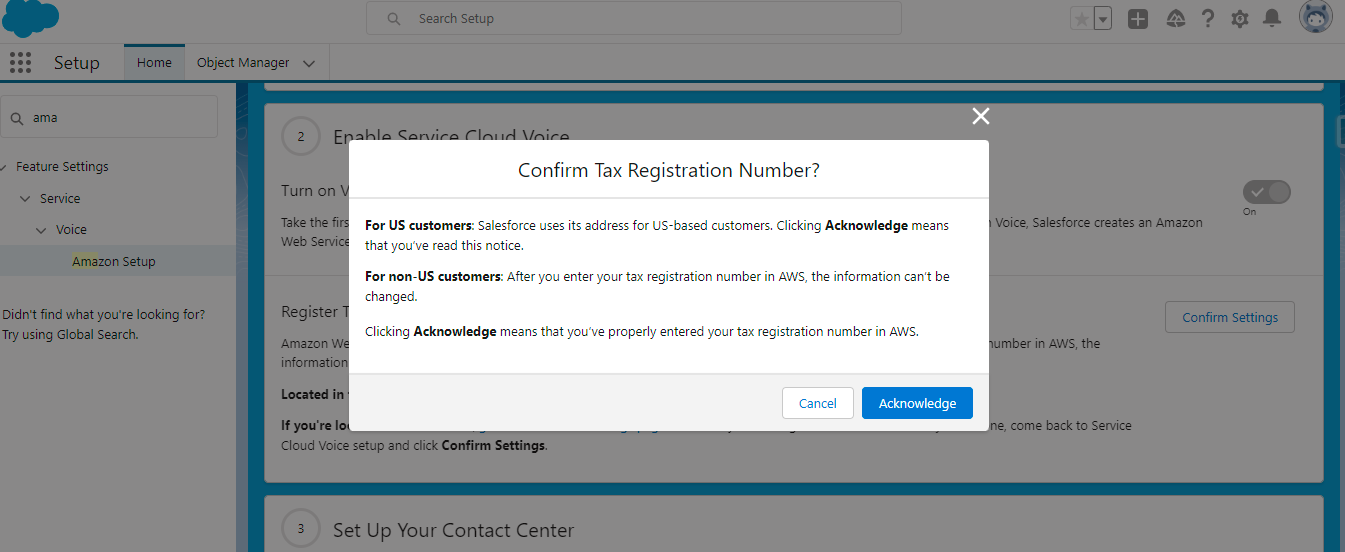 Search Setup
Setup
Home
Object Manager
ama
Feature Settings
Service
Voice
Amazon Setup
Didn't find what you're looking for?
Try using Global Search.
2
Enable Service Cloud Voice
Turn on V
Take the firs
n Voice, Salesforce creates an Amazon
Web Service
On
Confirm Tax Registration Number?
For US customers: Salesforce uses its address for US-based customers. Clicking Acknowledge means
that you've read this notice.
For non-US customers: After you enter your tax registration number in AWS, the information can't be
changed.
Clicking Acknowledge means that you've properly entered your tax registration number in AWS.
Cancel
Acknowledge
Register T
Confirm Settings
Amazon We
number in AWS, the
information
Located in
If you're loc
ne, come back to Service
Cloud Voice setup and click Confirm Settings.
3
Set Up Your Contact Center